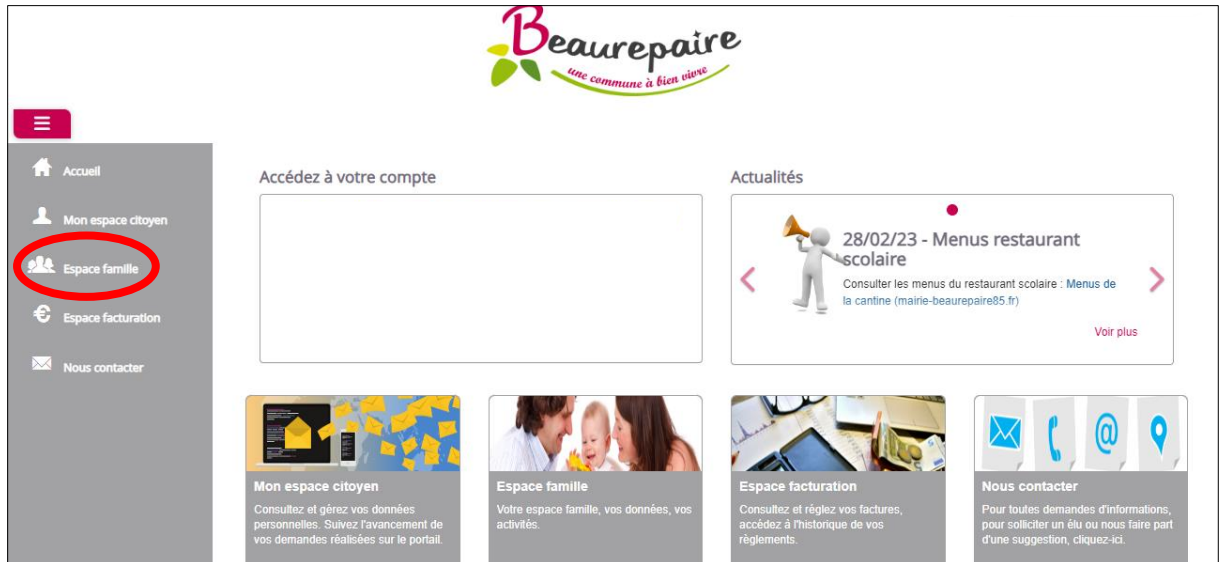 Beaurepaire
une commune à bien vivre
Accueil
Mon espace citoyen
Espace famille
€ Espace facturation
Nous contacter
Accédez à votre compte
Actualités
28/02/23 - Menus restaurant
scolaire
Consulter les menus du restaurant scolaire : Menus de
la cantine (mairie-beaurepaire85.fr)
Voir plus
Mon espace citoyen
Consultez et gérez vos données
personnelles. Suivez l'avancement de
vos demandes réalisées sur le portail.
Espace famille
Votre espace famille, vos données, vos
activités.
Espace facturation
Consultez et réglez vos factures,
accédez à l'historique de vos
règlements.
@
Nous contacter
Pour toutes demandes d'informations,
pour solliciter un élu ou nous faire part
d'une suggestion, cliquez-ici.